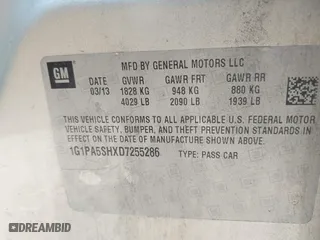 GM
MFD BY GENERAL MOTORS LLC
DATE GVWR GAWR FRT GAWR RR
03/13 1828 KG 948 KG 880 KG
4029 LB 2090 LB 1939 LB
THIS VEHICLE CONFORMS TO ALL APPLICABLE U.S. FEDERAL MOTOR VEHICLE
SAFETY, BUMPER, AND THEFT PREVENTION STANDARDS
IN EFFECT ON THE DATE OF MANUFACTURE SHOWN ABOVE.
1G1PA5SHXD7255286 TYPE: PASS CAR
© AUTOBIDMASTER.COM